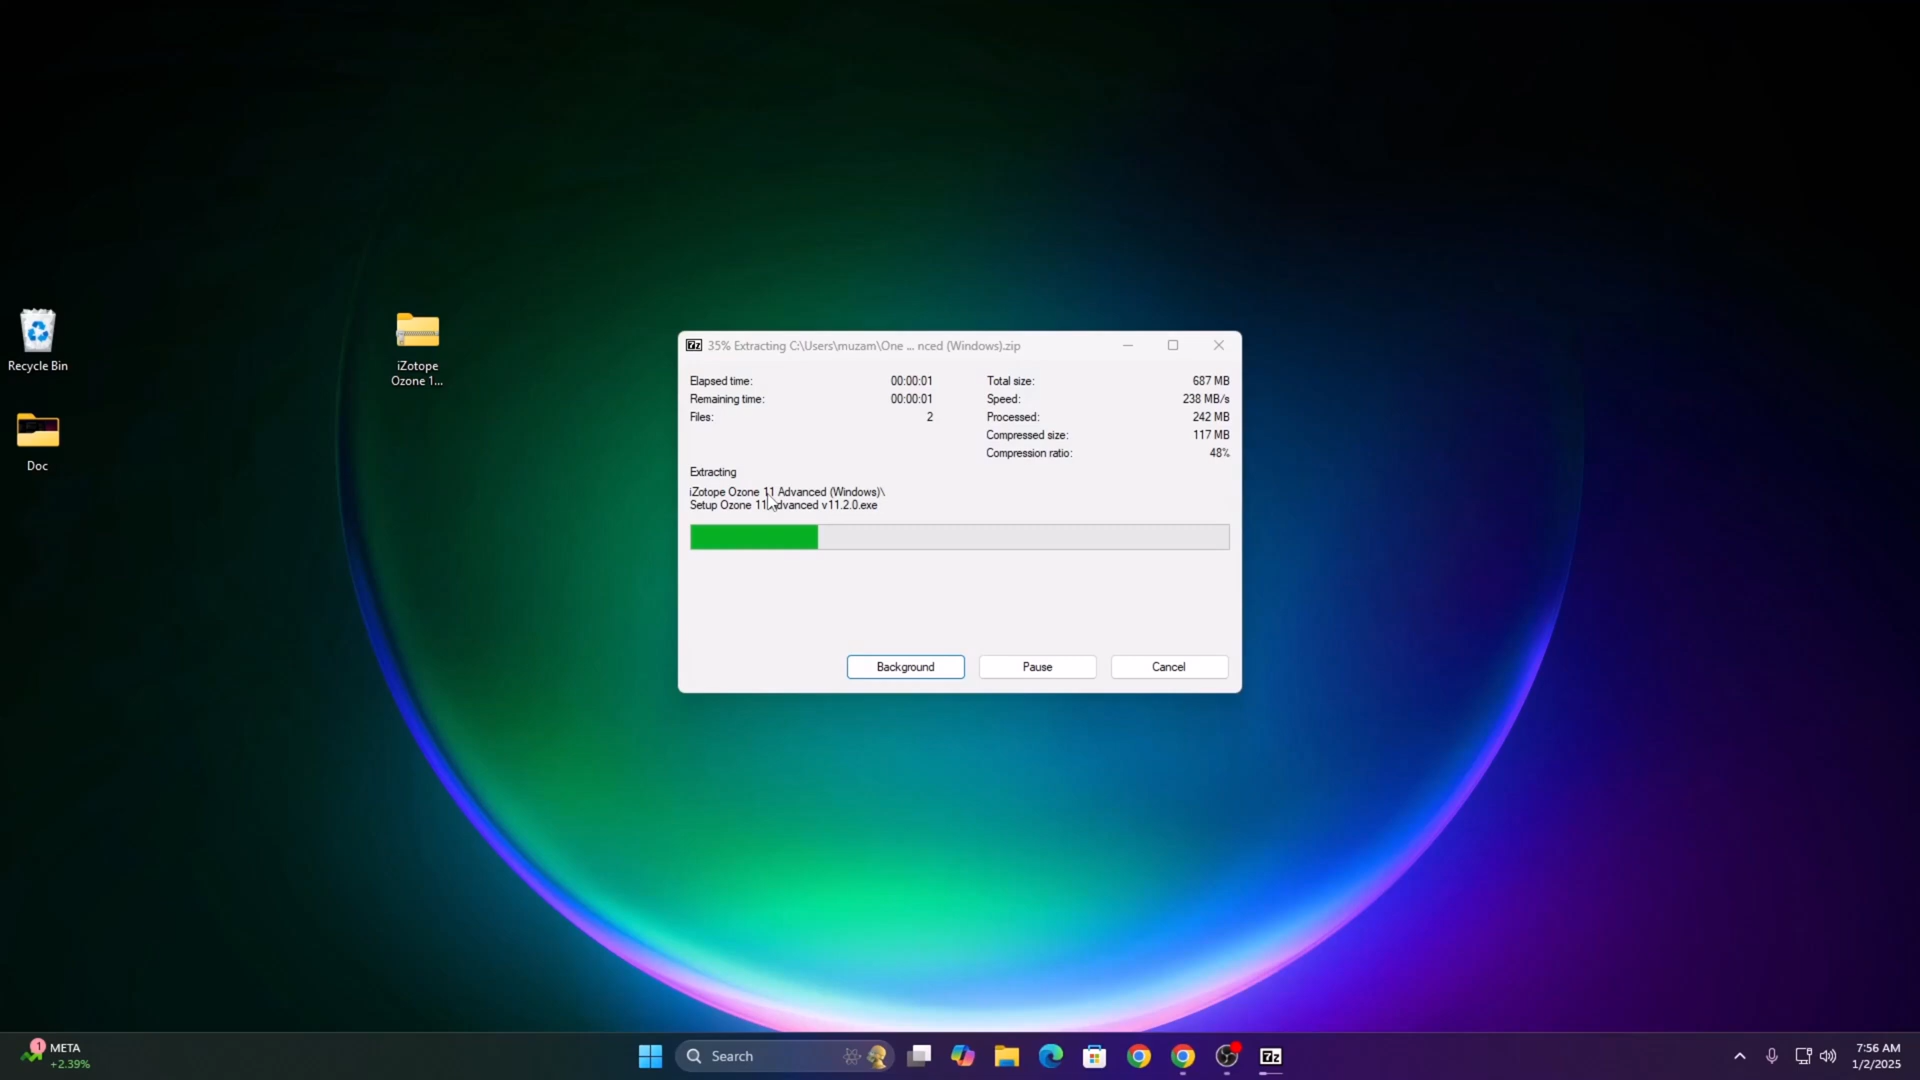 Recycle Bin
Doc
iZotope
Ozone 1...
7z 35% Extracting C:\Users\muzam\One ... nced (Windows).zip
Elapsed time: 00:00:01
Remaining time: 00:00:01
Files: 2
Total size: 687 MB
Speed: 238 MB/s
Processed: 242 MB
Compressed size: 117 MB
Compression ratio: 48%
Extracting
iZotope Ozone 11 Advanced (Windows)\
Setup Ozone 11 Advanced v11.2.0.exe
Background Pause Cancel
1 META
+2.39%
Search
7z
7:56 AM
1/2/2025